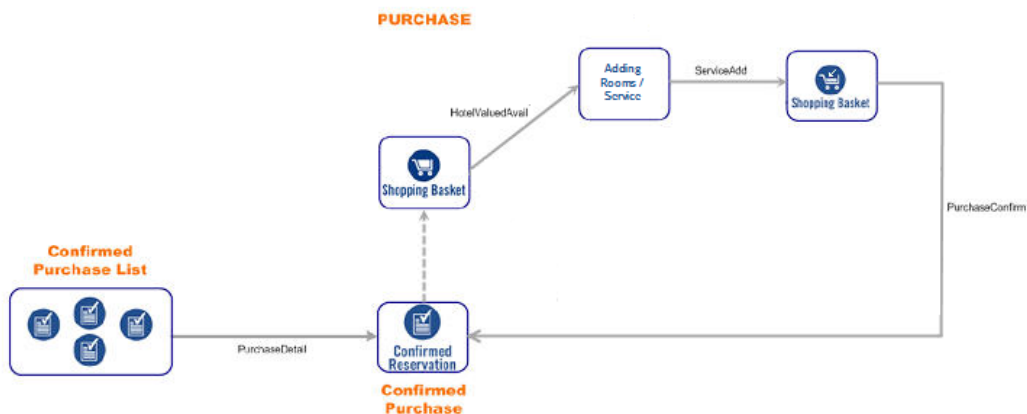 PURCHASE
Adding
Rooms /
Service
ServiceAdd
Shopping Basket
HotelValuedAvail
Shopping Basket
PurchaseConfirm
Confirmed
Purchase List
PurchaseDetail
Confirmed
Reservation
Confirmed
Purchase